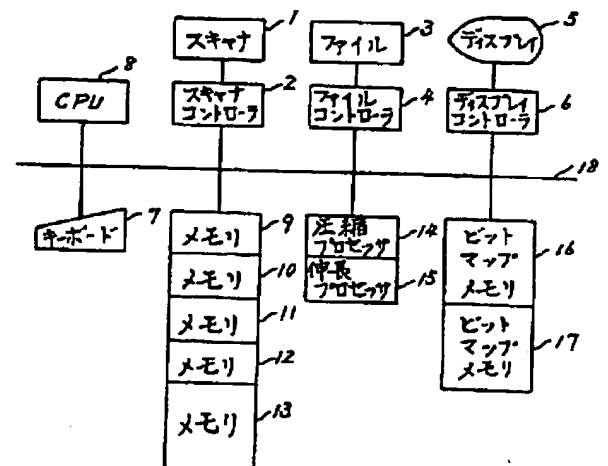 1
スキャナ
3
ファイル
5
ディスプレイ
8
CPU
2
スキャナ
コントローラ
4
ファイル
コントローラ
6
ディスプレイ
コントローラ
18
7
キーボード
9
メモリ
10
メモリ
11
メモリ
12
メモリ
13
メモリ
圧縮
プロセッサ
14
伸長
プロセッサ
15
ビット
マップ
メモリ
16
ビット
マップ
メモリ
17